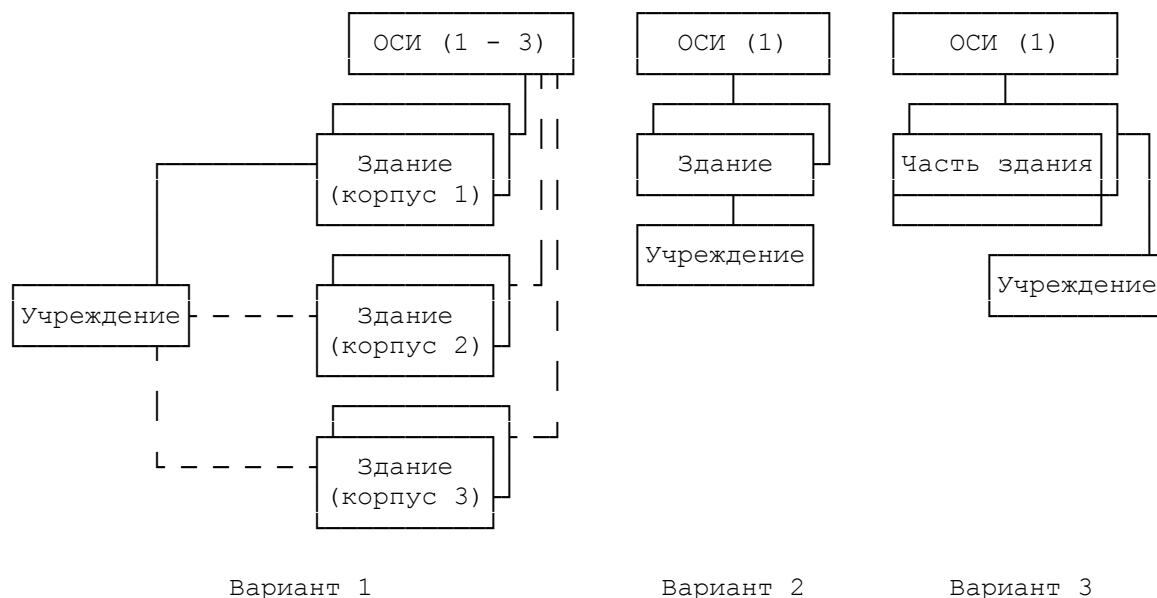 ОСИ (1 - 3)
ОСИ (1)
ОСИ (1)
Здание
(корпус 1)
Здание
Часть здания
Учреждение
Учреждение
Учреждение
Здание
(корпус 2)
Здание
(корпус 3)
Вариант 1
Вариант 2
Вариант 3